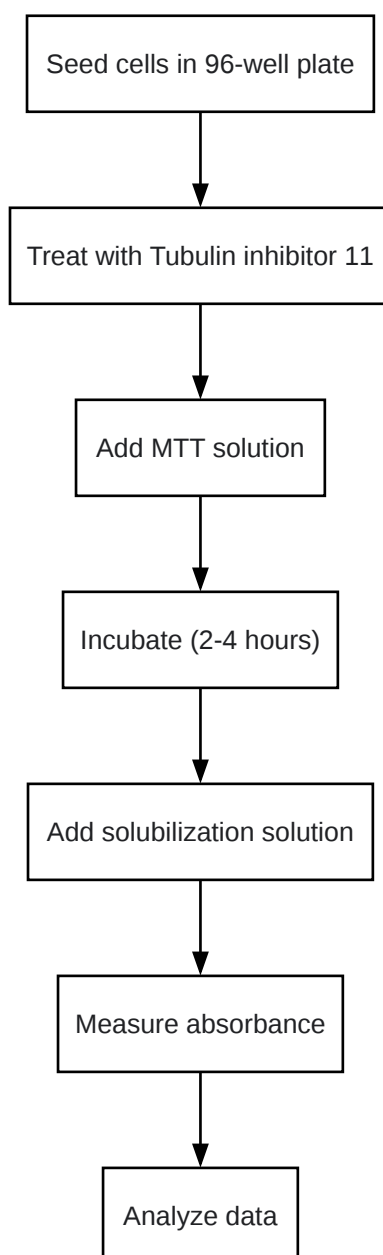 Seed cells in 96-well plate
Treat with Tubulin inhibitor 11
Add MTT solution
Incubate (2-4 hours)
Add solubilization solution
Measure absorbance
Analyze data